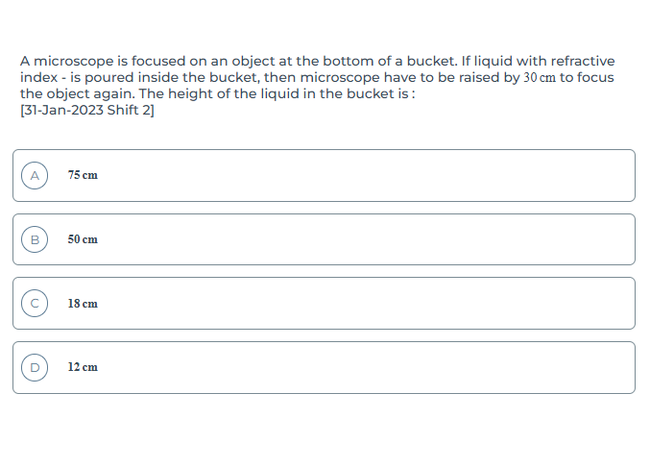 A microscope is focused on an object at the bottom of a bucket. If liquid with refractive
index - is poured inside the bucket, then microscope have to be raised by 30 cm to focus
the object again. The height of the liquid in the bucket is :
[31-Jan-2023 Shift 2]
A 75 cm
B 50 cm
C 18 cm
D 12 cm